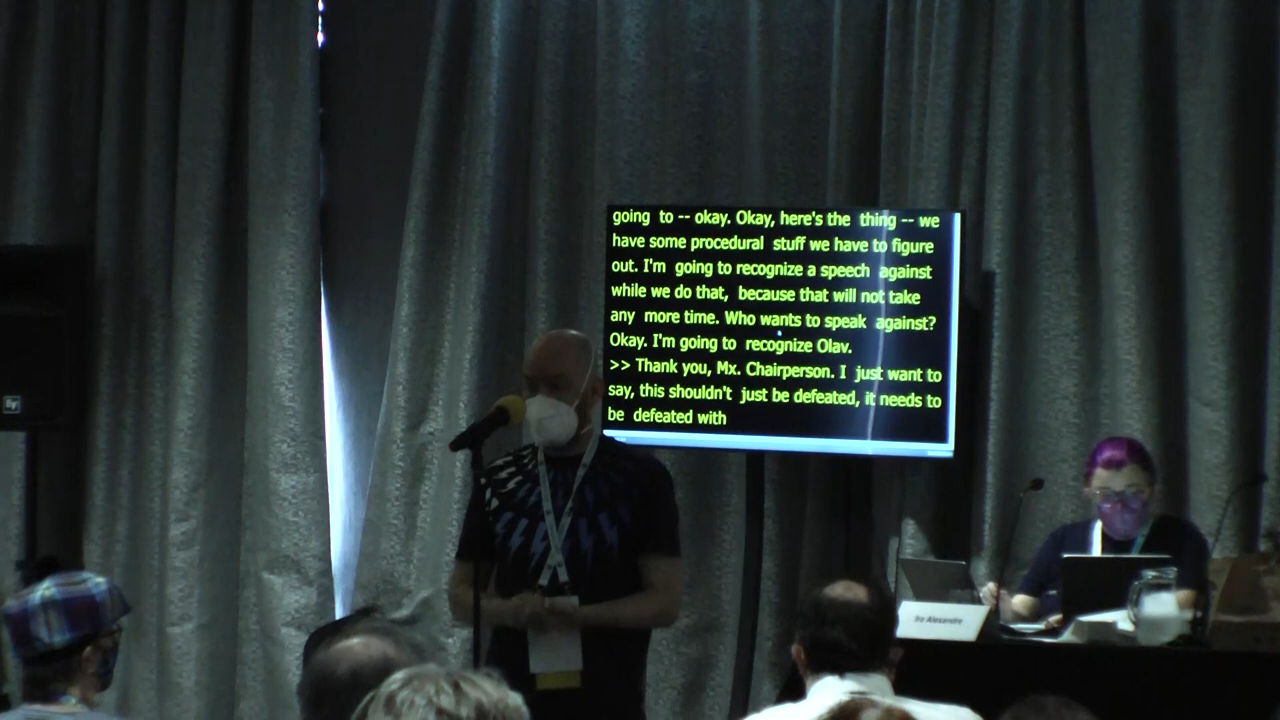 going to -- okay. Okay, here's the thing -- we
have some procedural stuff we have to figure
out. I'm going to recognize a speech against
while we do that, because that will not take
any more time. Who wants to speak against?
Okay. I'm going to recognize Olav.
>> Thank you, Mx. Chairperson. I just want to
say, this shouldn't just be defeated, it needs to
be defeated with
Iro Alexandre
EV